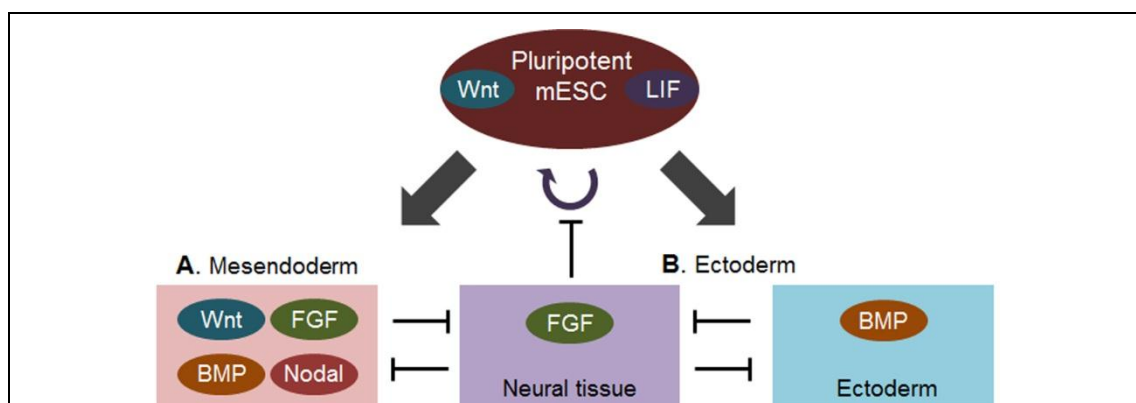 Pluripotent
Wnt mESC LIF
A. Mesendoderm
B. Ectoderm
Wnt FGF
FGF
BMP
BMP Nodal
Neural tissue
Ectoderm